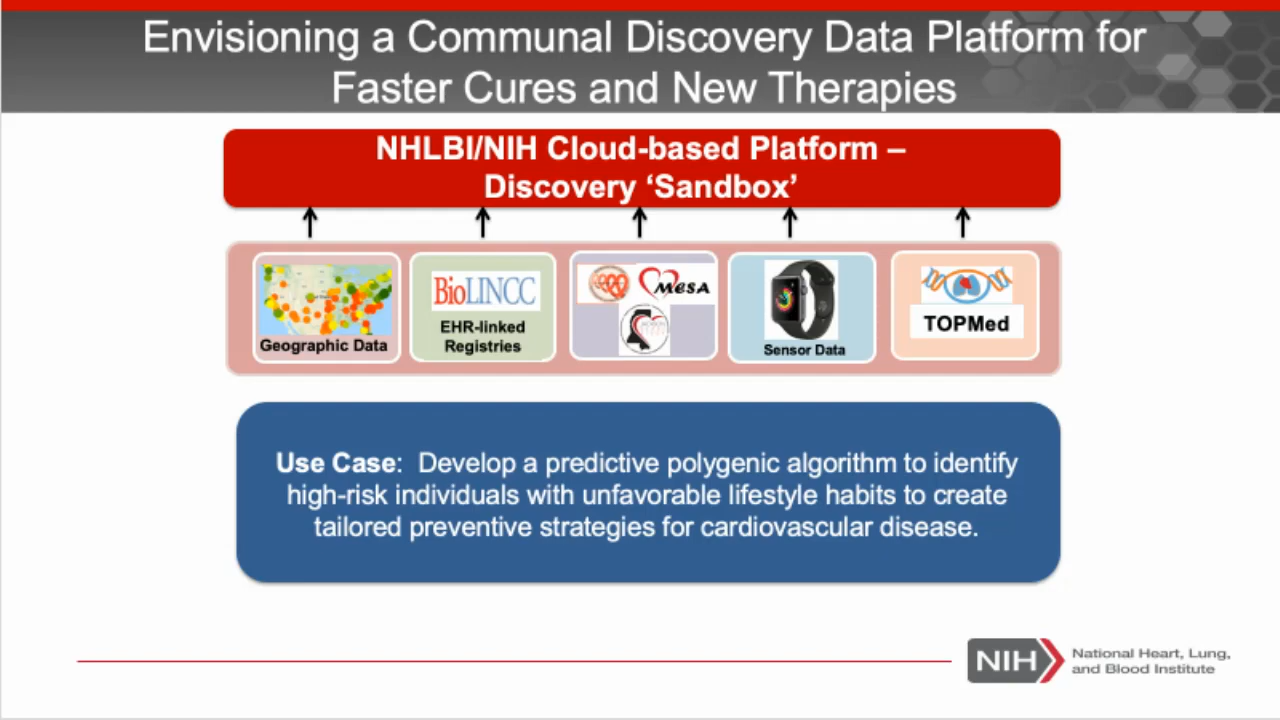 Envisioning a Communal Discovery Data Platform for
Faster Cures and New Therapies
NHLBI/NIH Cloud-based Platform –
Discovery ‘Sandbox’
Geographic Data
BioLINCC
EHR-linked
Registries
MESA
Sensor Data
TOPMed
Use Case: Develop a predictive polygenic algorithm to identify
high-risk individuals with unfavorable lifestyle habits to create
tailored preventive strategies for cardiovascular disease.
NIH
National Heart, Lung,
and Blood Institute